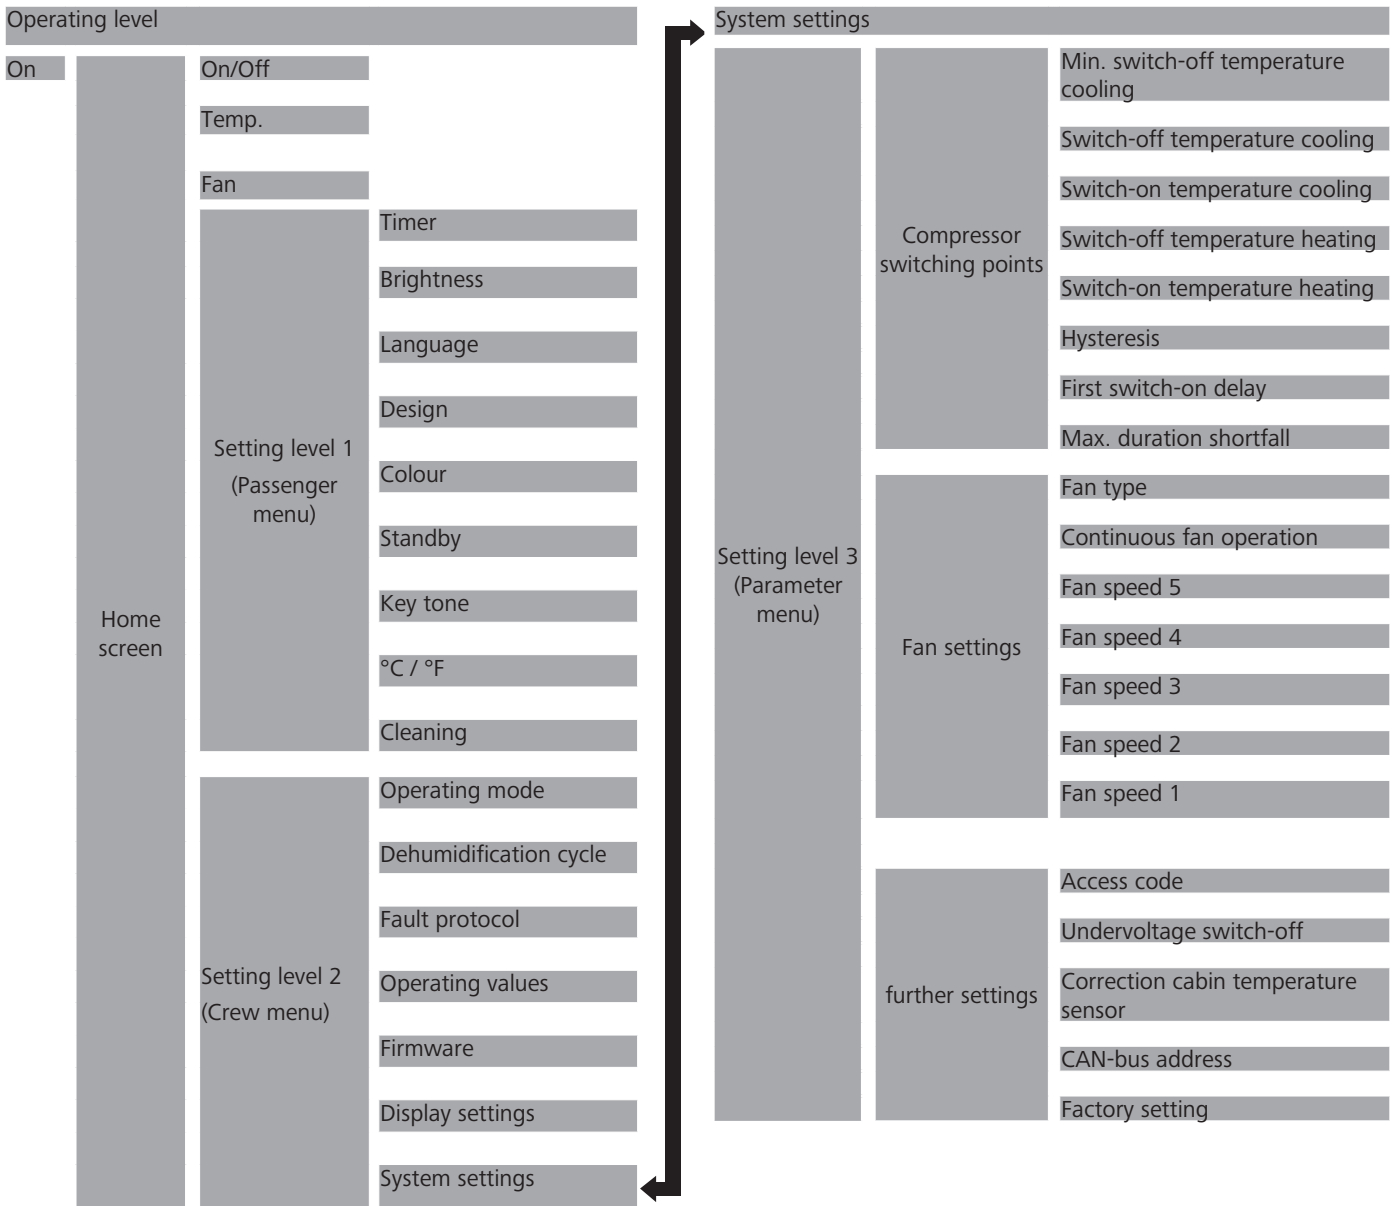 Operating level
On
Home
screen
On/Off
Temp.
Fan
Setting level 1
(Passenger
menu)
Timer
Brightness
Language
Design
Colour
Standby
Key tone
°C / °F
Cleaning
Setting level 2
(Crew menu)
Operating mode
Dehumidification cycle
Fault protocol
Operating values
Firmware
Display settings
System settings
System settings
Setting level 3
(Parameter
menu)
Compressor
switching points
Min. switch-off temperature
cooling
Switch-off temperature cooling
Switch-on temperature cooling
Switch-off temperature heating
Switch-on temperature heating
Hysteresis
First switch-on delay
Max. duration shortfall
Fan settings
Fan type
Continuous fan operation
Fan speed 5
Fan speed 4
Fan speed 3
Fan speed 2
Fan speed 1
further settings
Access code
Undervoltage switch-off
Correction cabin temperature
sensor
CAN-bus address
Factory setting